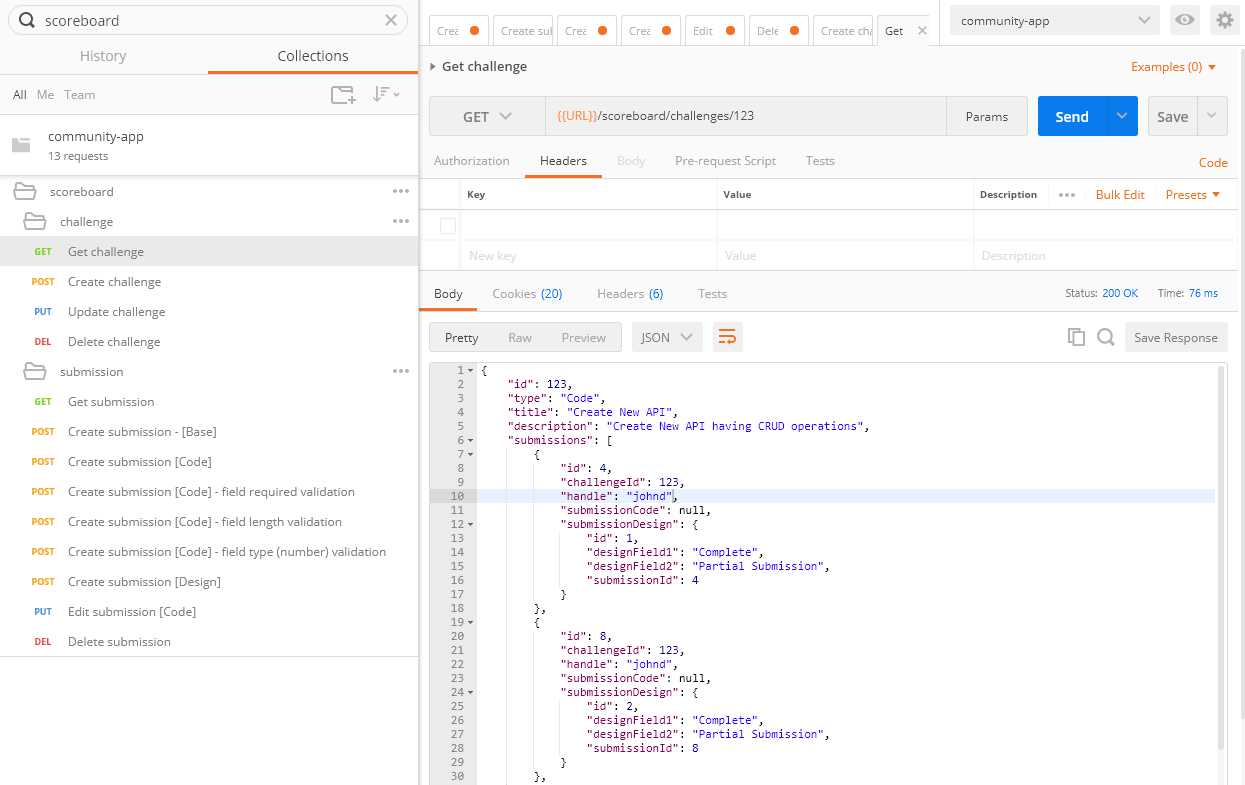 scoreboard
History Collections
All Me Team
community-app
13 requests
scoreboard
challenge
GET Get challenge
POST Create challenge
PUT Update challenge
DEL Delete challenge
submission
GET Get submission
POST Create submission - [Base]
POST Create submission [Code]
POST Create submission [Code] - field required validation
POST Create submission [Code] - field length validation
POST Create submission [Code] - field type (number) validation
POST Create submission [Design]
PUT Edit submission [Code]
DEL Delete submission
Crea Create sub Crea Crea Edit Dele Create cha Get community-app
Get challenge Examples (0)
GET {{URL}}/scoreboard/challenges/123 Params Send Save
Authorization Headers Body Pre-request Script Tests Code
Key Value Description Bulk Edit Presets
New key Value Description
Body Cookies (20) Headers (6) Tests Status: 200 OK Time: 76 ms
Pretty Raw Preview JSON Save Response
1 {
2 "id": 123,
3 "type": "Code",
4 "title": "Create New API",
5 "description": "Create New API having CRUD operations",
6 "submissions": [
7 {
8 "id": 4,
9 "challengeId": 123,
10 "handle": "johnd",
11 "submissionCode": null,
12 "submissionDesign": {
13 "id": 1,
14 "designField1": "Complete",
15 "designField2": "Partial Submission",
16 "submissionId": 4
17 }
18 },
19 {
20 "id": 8,
21 "challengeId": 123,
22 "handle": "johnd",
23 "submissionCode": null,
24 "submissionDesign": {
25 "id": 2,
26 "designField1": "Complete",
27 "designField2": "Partial Submission",
28 "submissionId": 8
29 }
30 },